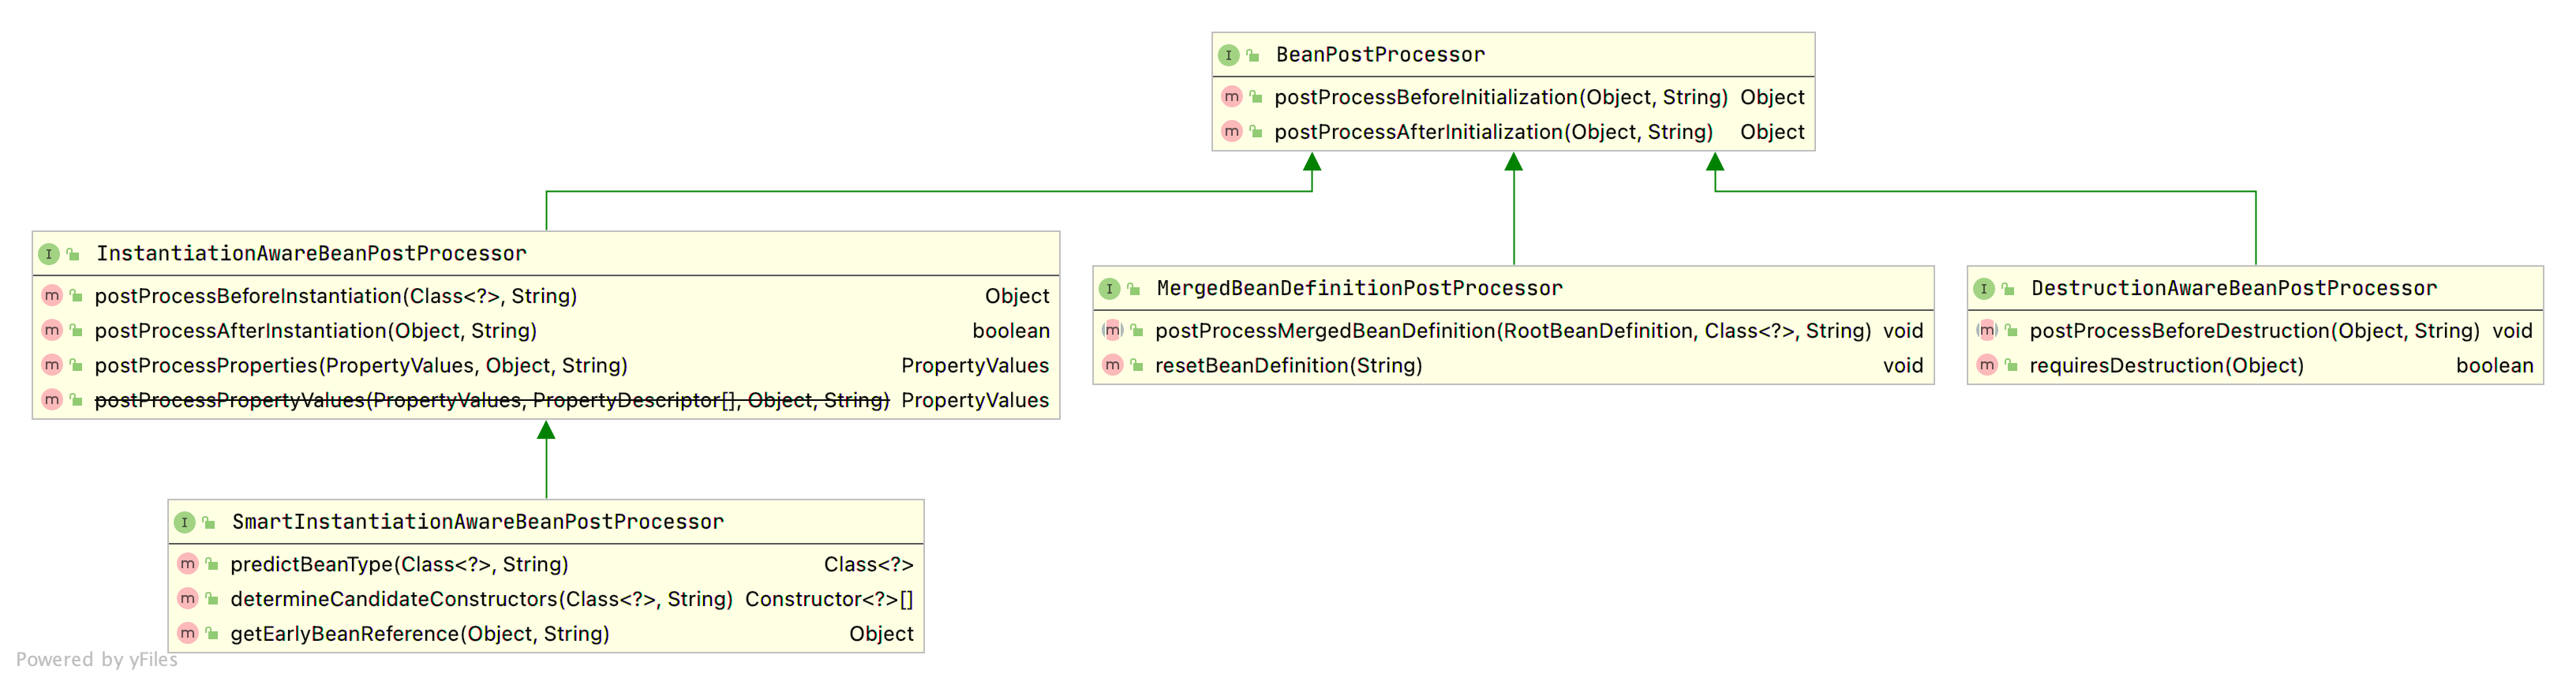 BeanPostProcessor
postProcessBeforeInitialization(Object, String) Object
postProcessAfterInitialization(Object, String) Object
InstantiationAwareBeanPostProcessor
postProcessBeforeInstantiation(Class<?>, String) Object
postProcessAfterInstantiation(Object, String) boolean
postProcessProperties(PropertyValues, Object, String) PropertyValues
postProcessPropertyValues(PropertyValues, PropertyDescriptor[], Object, String) PropertyValues
MergedBeanDefinitionPostProcessor
postProcessMergedBeanDefinition(RootBeanDefinition, Class<?>, String) void
resetBeanDefinition(String) void
DestructionAwareBeanPostProcessor
postProcessBeforeDestruction(Object, String) void
requiresDestruction(Object) boolean
SmartInstantiationAwareBeanPostProcessor
predictBeanType(Class<?>, String) Class<?>
determineCandidateConstructors(Class<?>, String) Constructor<?>[]
getEarlyBeanReference(Object, String) Object
Powered by yFiles